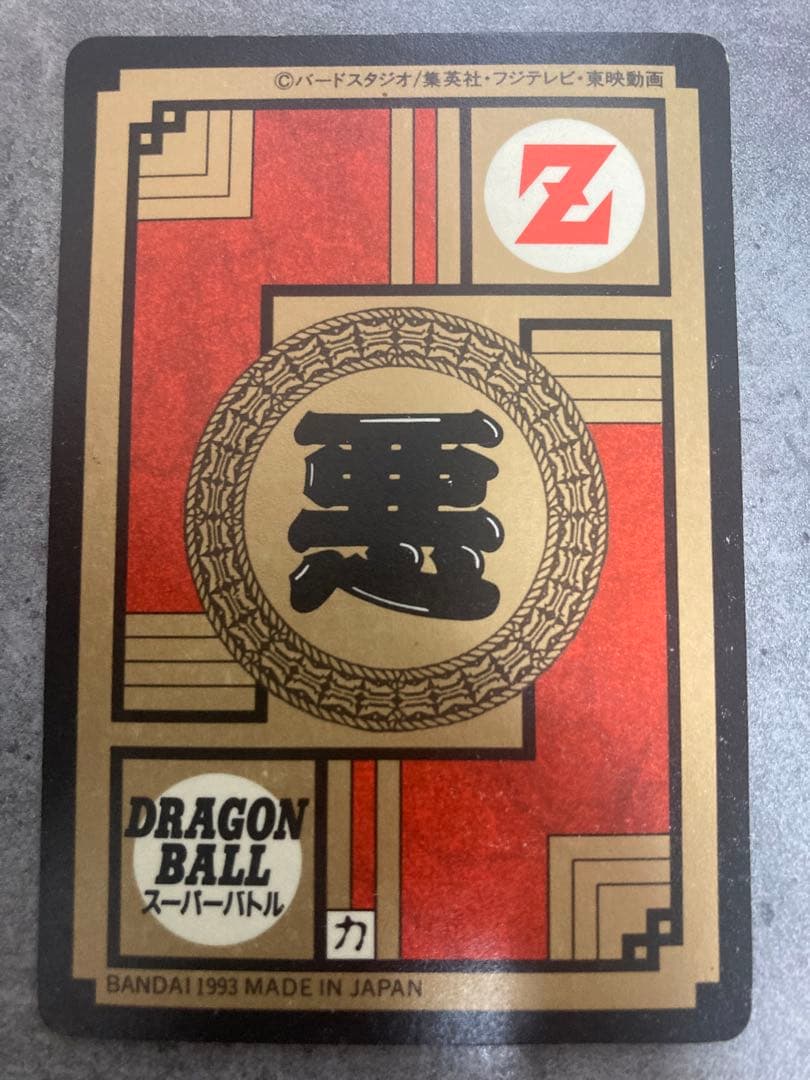 ©バードスタジオ/集英社・フジテレビ・東映動画
Z
悪
DRAGON
BALL
スーパーバトル
力
BANDAI 1993 MADE IN JAPAN